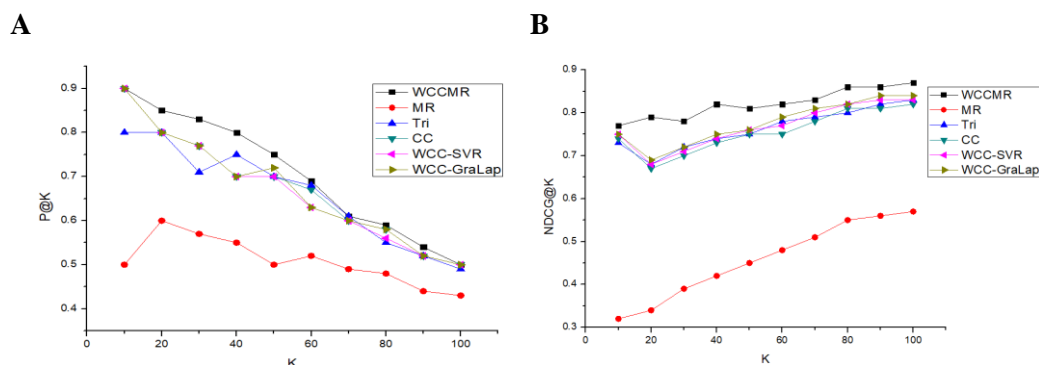 A
B
0.9
0.8
0.7
0.6
0.5
0.4
P@K
0
20
40
60
80
100
K
WCCMR
MR
Tri
CC
WCC-SVR
WCC-GraLap
0.9
0.8
0.7
0.6
0.5
0.4
0.3
NDCG@K
0
20
40
60
80
100
K
WCCMR
MR
Tri
CC
WCC-SVR
WCC-GraLap